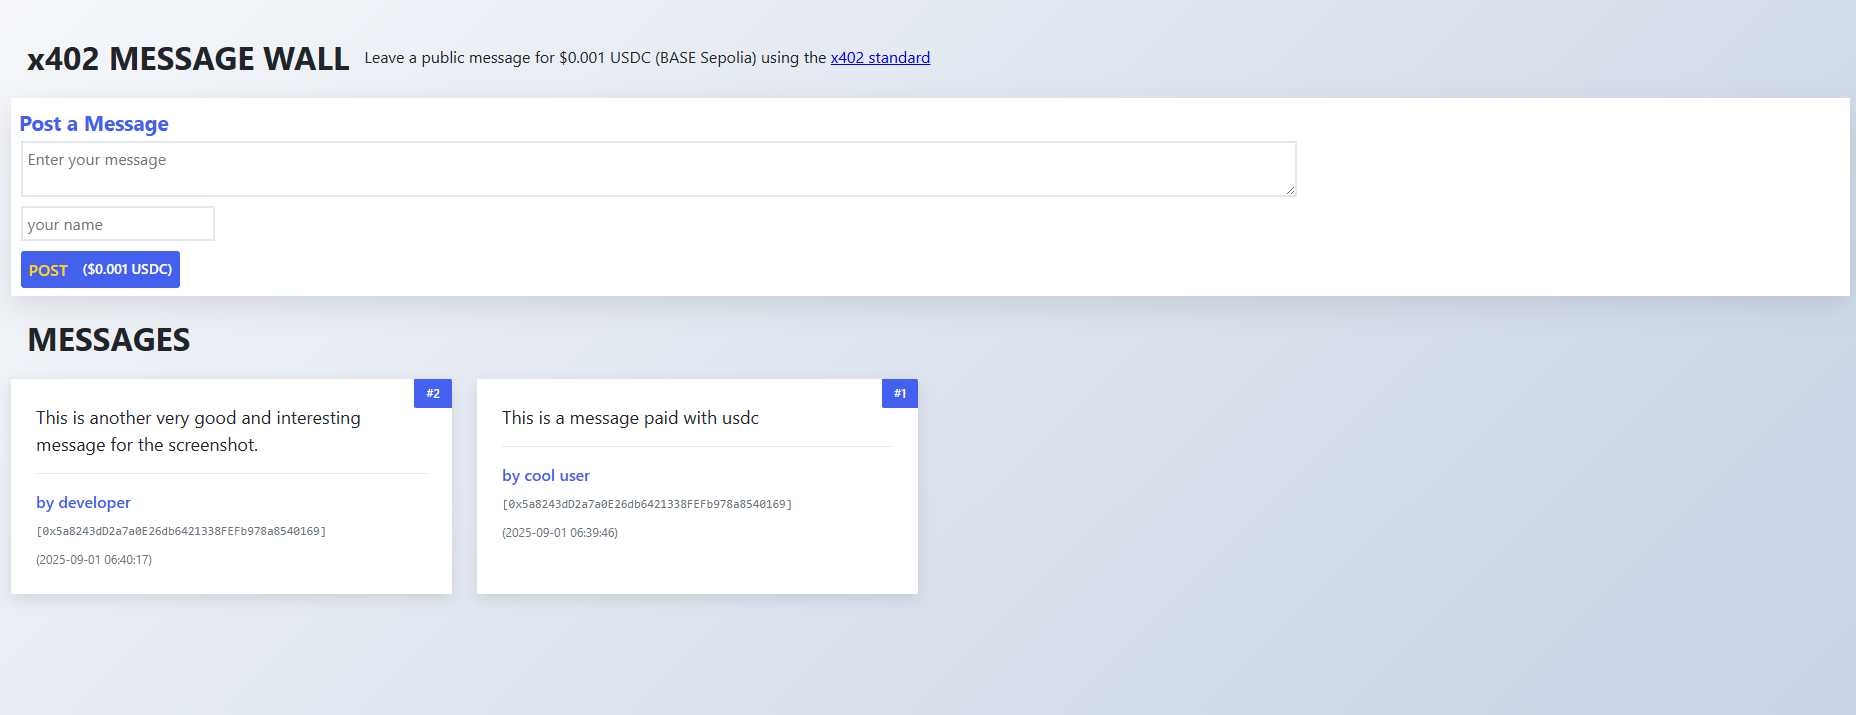 x402 MESSAGE WALL
Leave a public message for $0.001 USDC (BASE Sepolia) using the x402 standard
Post a Message
Enter your message
your name
POST ($0.001 USDC)
MESSAGES
#2
This is another very good and interesting
message for the screenshot.
by developer
[0x5a8243dD2a7a0E26db6421338FEFb978a8540169]
(2025-09-01 06:40:17)
#1
This is a message paid with usdc
by cool user
[0x5a8243dD2a7a0E26db6421338FEFb978a8540169]
(2025-09-01 06:39:46)